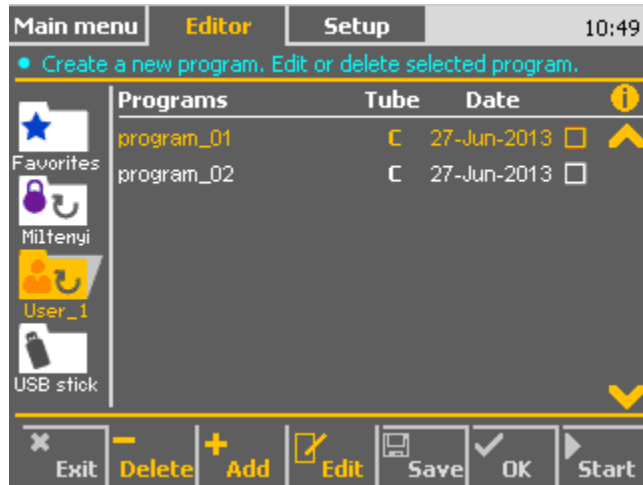 Main menu Editor Setup 10:49
• Create a new program. Edit or delete selected program.
Programs Tube Date i
program_01 C 27-Jun-2013
program_02 C 27-Jun-2013
Favorites
Miltenyi
User_1
USB stick
Exit Delete Add Edit Save OK Start